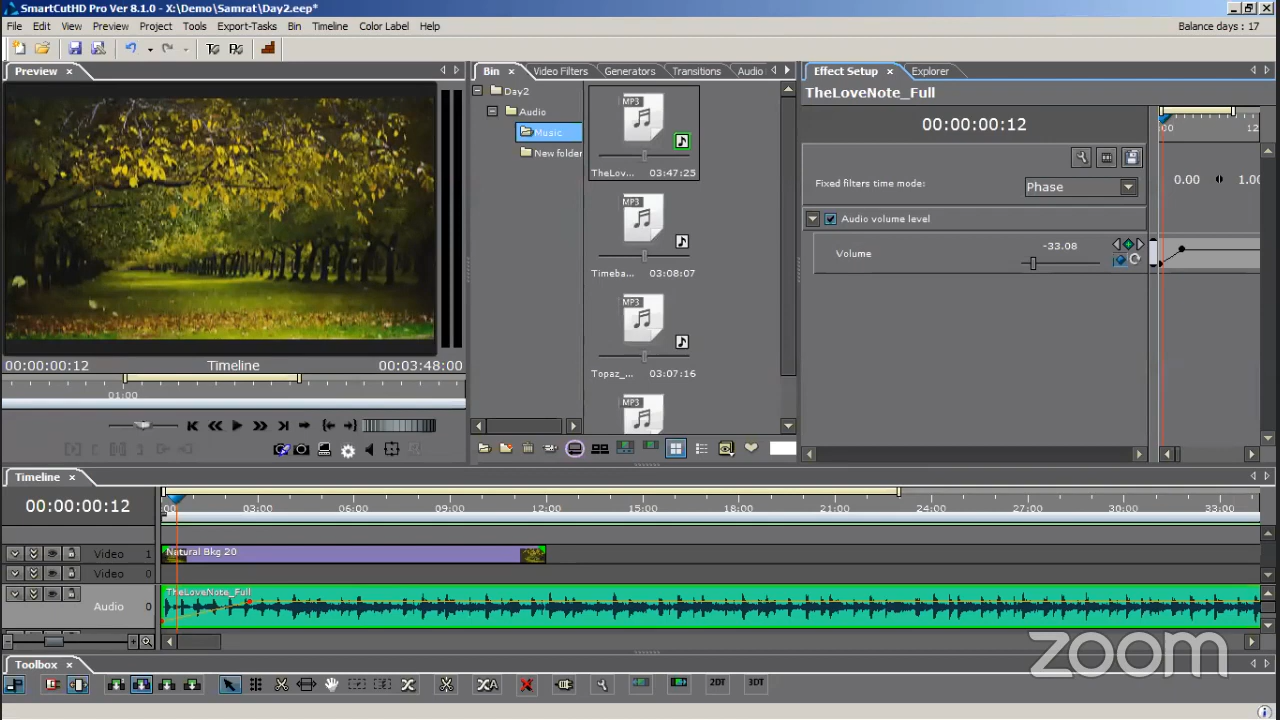 SmartCutHD Pro Ver 8.1.0 - X:\Demo\Samrat\Day2.eep*
File Edit View Preview Project Tools Export-Tasks Bin Timeline Color Label Help
Balance days : 17
Preview
00:00:00:12 Timeline 00:03:48:00
01:00
Bin Video Filters Generators Transitions Audio
Day2
Audio
Music
New folder
MP3
TheLov... 03:47:25
MP3
Timeba... 03:08:07
MP3
Topaz_... 03:07:16
MP3
Effect Setup Explorer
TheLoveNote_Full
00:00:00:12
:00 12
Fixed filters time mode: Phase
0.00 1.00
Audio volume level
Volume -33.08
Timeline
00:00:00:12
00 03:00 06:00 09:00 12:00 15:00 18:00 21:00 24:00 27:00 30:00 33:00
Video 1 Natural Bkg 20
Video 0
TheLoveNote_Full
Audio 0
zoom
Toolbox
XA 2DT 3DT